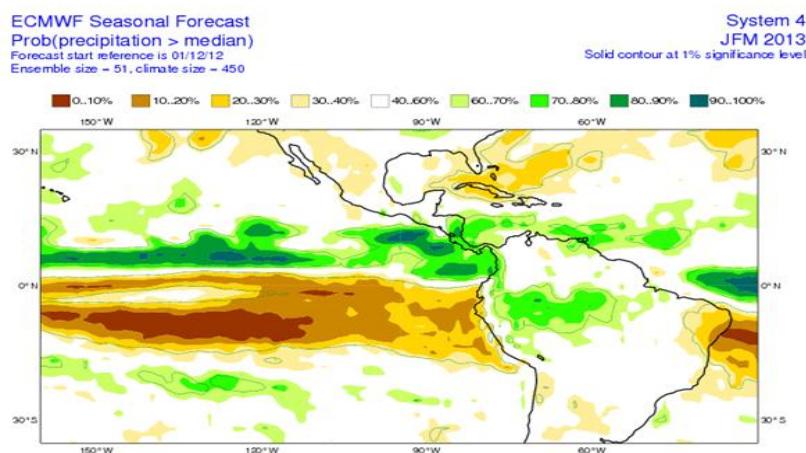 ECMWF Seasonal Forecast
System 4
Prob(precipitation > median)
JFM 2013
Forecast start reference is 01/12/12
Solid contour at 1% significance level
Ensemble size = 51, climate size = 450
0..10% 10..20% 20..30% 30..40% 40..60% 60..70% 70..80% 80..90% 90..100%
150°W 120°W 90°W 60°W
30°N 30°N
0°N 0°N
30°S 30°S
150°W 120°W 90°W 60°W